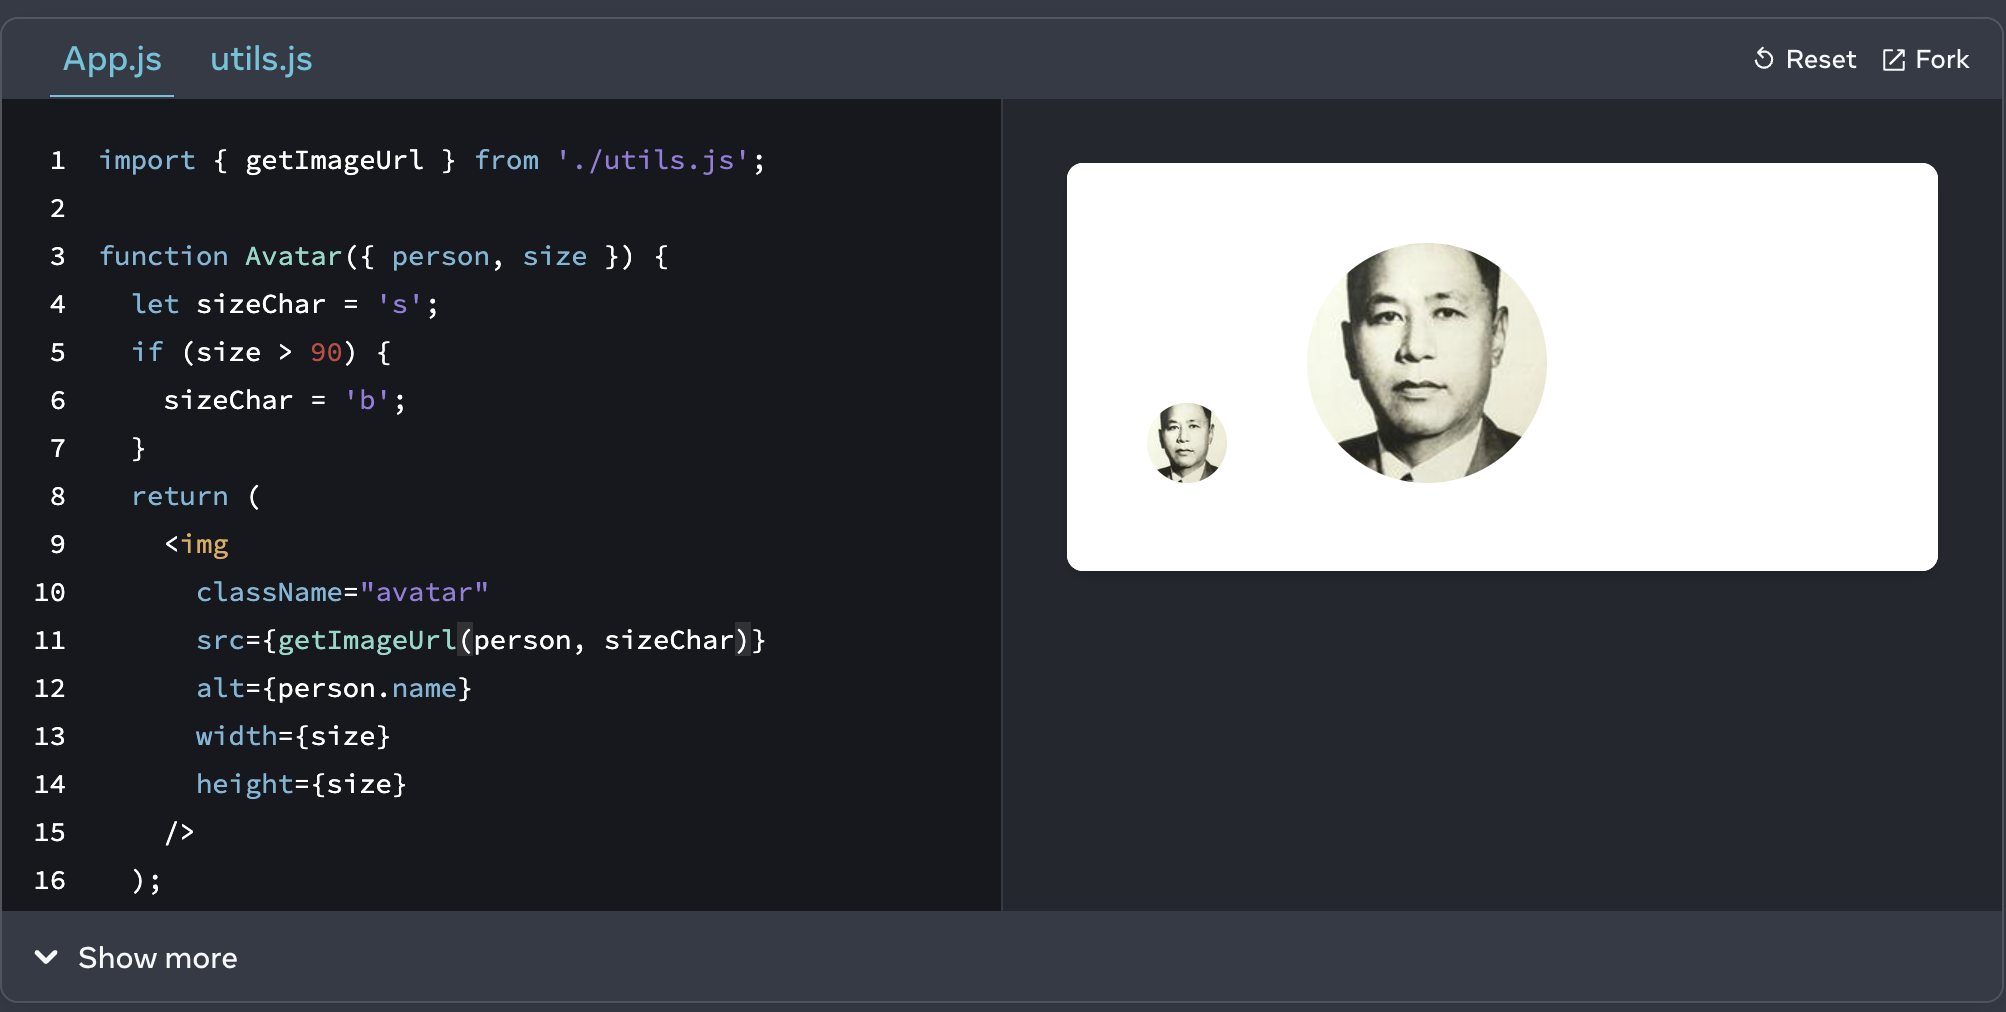 App.js utils.js Reset Fork
1 import { getImageUrl } from './utils.js';
2
3 function Avatar({ person, size }) {
4   let sizeChar = 's';
5   if (size > 90) {
6     sizeChar = 'b';
7   }
8   return (
9     <img
10       className="avatar"
11       src={getImageUrl(person, sizeChar)}
12       alt={person.name}
13       width={size}
14       height={size}
15     />
16   );
Show more